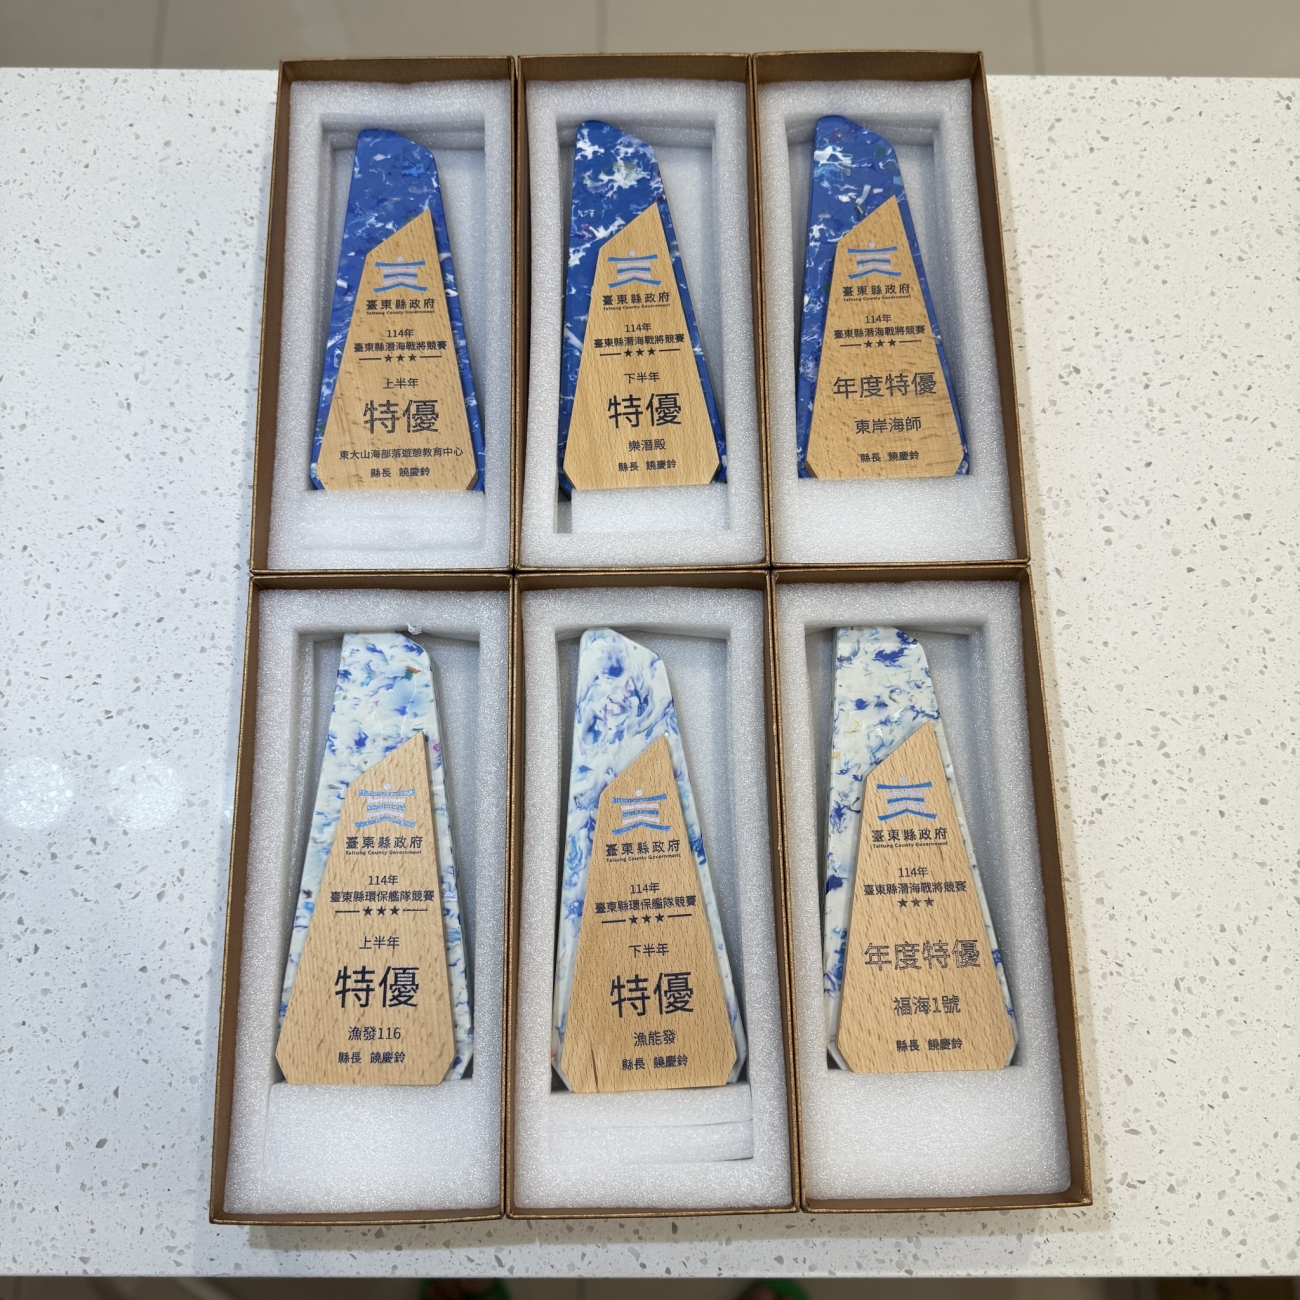 臺東縣政府
Taitung County Government
114年
臺東縣潛海戰將競賽
★★★
上半年
特優
東大山海部落遊憩教育中心
縣長 饒慶鈴
臺東縣政府
Taitung County Government
114年
臺東縣潛海戰將競賽
★★★
下半年
特優
樂潛殿
縣長 饒慶鈴
臺東縣政府
Taitung County Government
114年
臺東縣潛海戰將競賽
★★★
年度特優
東岸海師
縣長 饒慶鈴
臺東縣政府
Taitung County Government
114年
臺東縣環保艦隊競賽
★★★
上半年
特優
漁發116
縣長 饒慶鈴
臺東縣政府
Taitung County Government
114年
臺東縣環保艦隊競賽
★★★
下半年
特優
漁能發
縣長 饒慶鈴
臺東縣政府
Taitung County Government
114年
臺東縣潛海戰將競賽
★★★
年度特優
福海1號
縣長 饒慶鈴